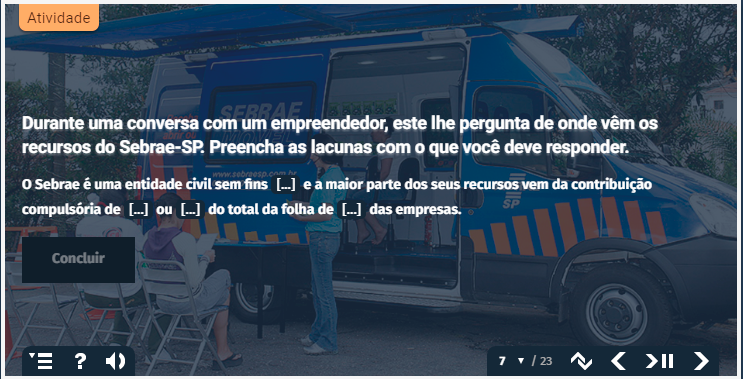 Atividade
SEBRAE
Durante uma conversa com um empreendedor, este lhe pergunta de onde vêm os
recursos do Sebrae-SP. Preencha as lacunas com o que você deve responder.
www.sebraesp.com.br
O Sebrae é uma entidade civil sem fins [...] e a maior parte dos seus recursos vem da contribuição
compulsória de [...] ou [...] do total da folha de [...] das empresas.
SP
Concluir
?
7 / 23